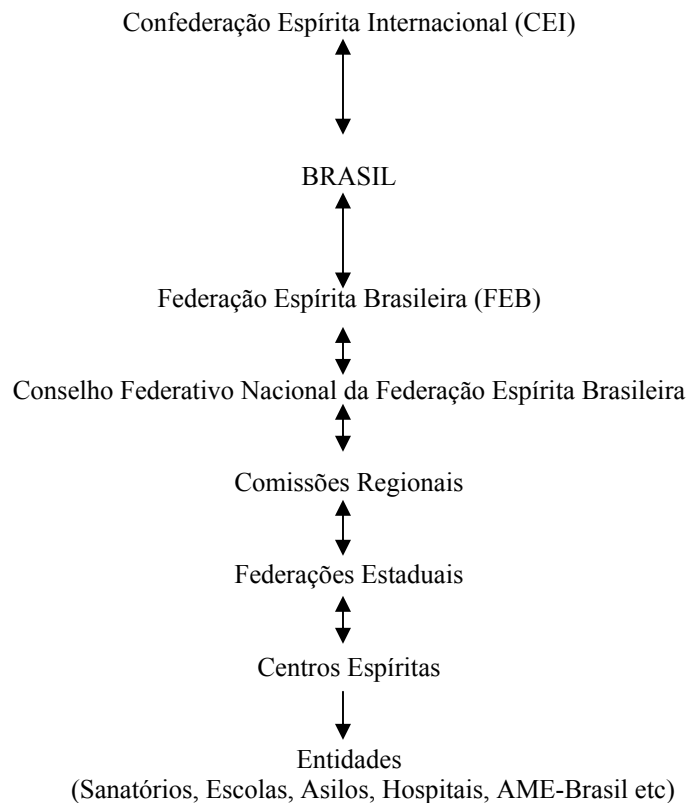 Confederação Espírita Internacional (CEI)
BRASIL
Federação Espírita Brasileira (FEB)
Conselho Federativo Nacional da Federação Espírita Brasileira
Comissões Regionais
Federações Estaduais
Centros Espíritas
Entidades
(Sanatórios, Escolas, Asilos, Hospitais, AME-Brasil etc)